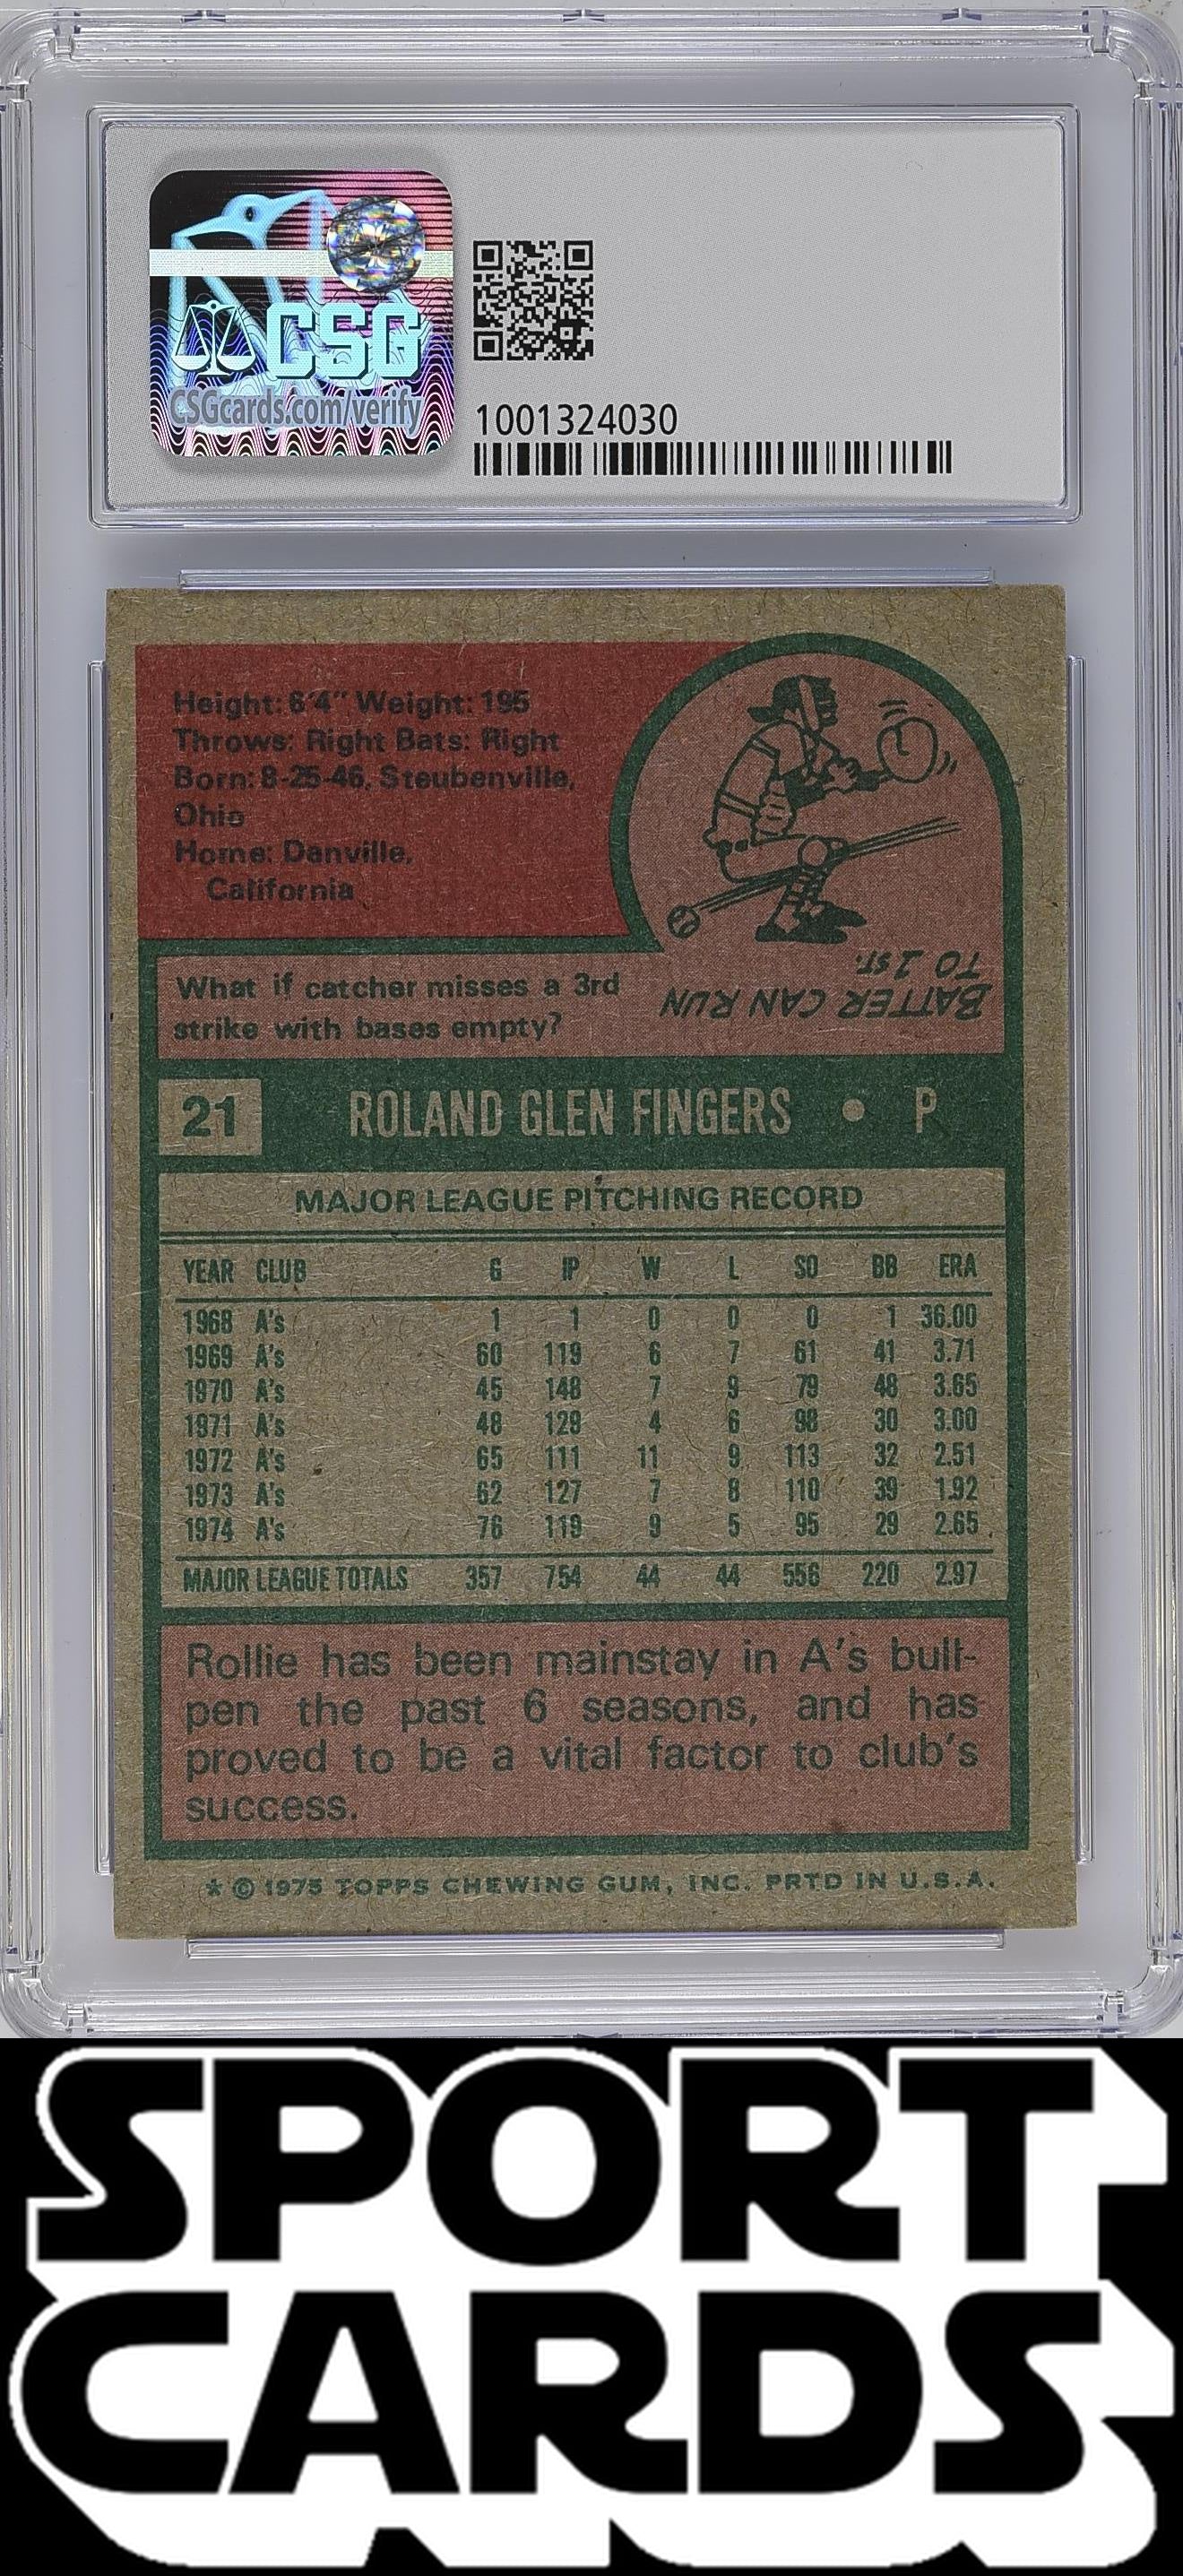 CSG
CSGcards.com/verify
1001324030
Height: 6'4" Weight: 195
Throws: Right Bats: Right
Born: 8-25-46, Steubenville,
Ohio
Home: Danville,
California
What if catcher misses a 3rd
strike with bases empty?
BATTER CAN RUN
TO 1ST.
21 ROLAND GLEN FINGERS • P
MAJOR LEAGUE PITCHING RECORD
YEAR CLUB G IP W L SO BB ERA
1968 A's 1 1 0 0 0 1 36.00
1969 A's 60 119 6 7 61 41 3.71
1970 A's 45 148 7 9 79 48 3.65
1971 A's 48 129 4 6 98 30 3.00
1972 A's 65 111 11 9 113 32 2.51
1973 A's 62 127 7 8 110 39 1.92
1974 A's 76 119 9 5 95 29 2.65
MAJOR LEAGUE TOTALS 357 754 44 44 556 220 2.97
Rollie has been mainstay in A's bull-
pen the past 6 seasons, and has
proved to be a vital factor to club's
success.
* © 1975 TOPPS CHEWING GUM, INC. PRTD IN U.S.A.
SPORT
CARDS